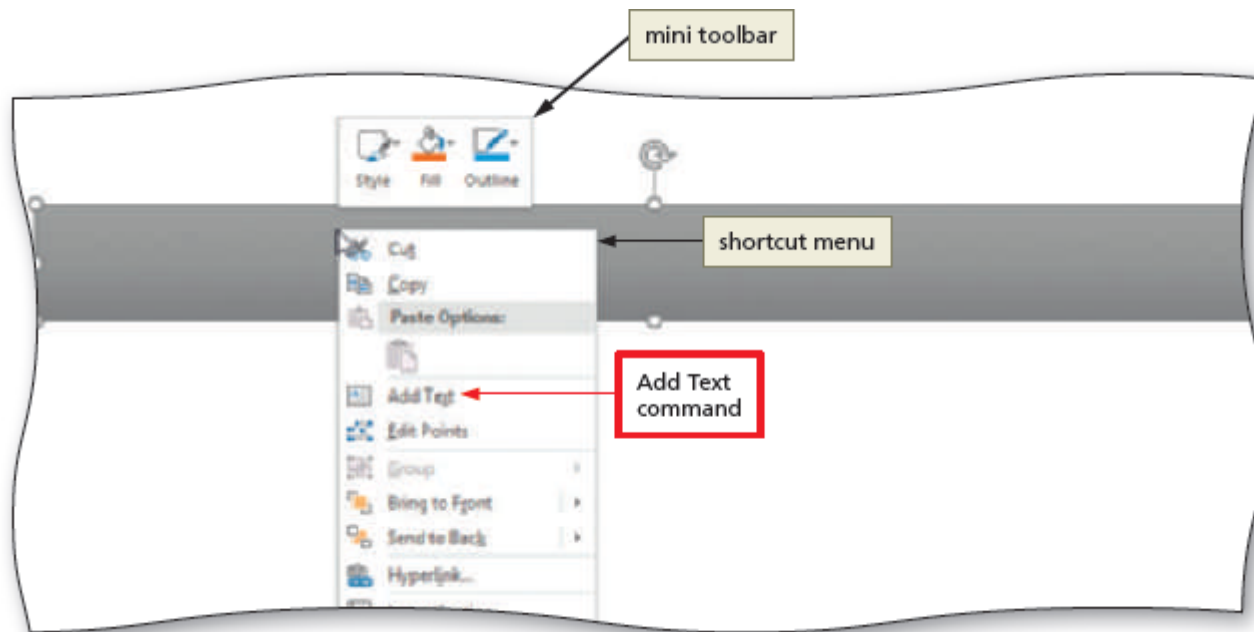 mini toolbar
Style Fill Outline
shortcut menu
Cut
Copy
Paste Options:
Add Text
Add Text
command
Edit Points
Group
Bring to Front
Send to Back
Hyperlink...